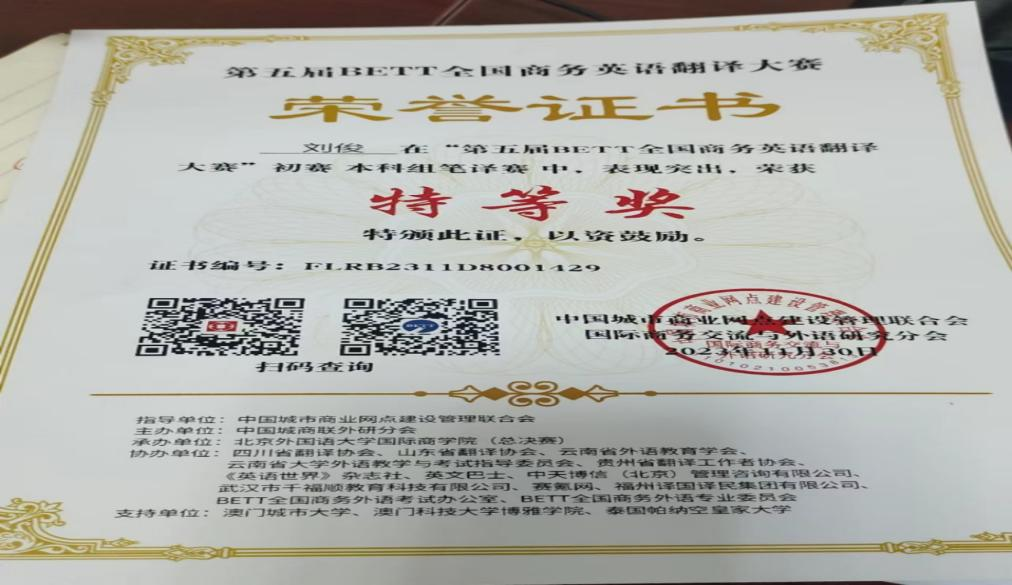 第五届BETT全国商务英语翻译大赛
荣誉证书
刘俊 在“第五届BETT全国商务英语翻译
大赛”初赛 本科组笔译赛 中，表现突出，荣获
特等奖
特颁此证，以资鼓励。
证书编号：FLRB2311D8001429
BETT
扫码查询
中国城市商业网点建设管理联合会
国际商务交流与外语研究分会
2023年11月30日
指导单位：中国城市商业网点建设管理联合会
主办单位：中国城商联外研分会
承办单位：北京外国语大学国际商学院（总决赛）
协办单位：四川省翻译协会、山东省翻译协会、云南省外语教育学会、
云南省大学外语教学与考试指导委员会、贵州省翻译工作者协会、
《英语世界》杂志社、英文巴士、中天博信（北京）管理咨询有限公司、
武汉市千福顺教育科技有限公司、赛氪网、福州译国译民集团有限公司、
BETT全国商务外语考试办公室、BETT全国商务外语专业委员会
支持单位：澳门城市大学、澳门科技大学博雅学院、泰国帕纳空皇家大学